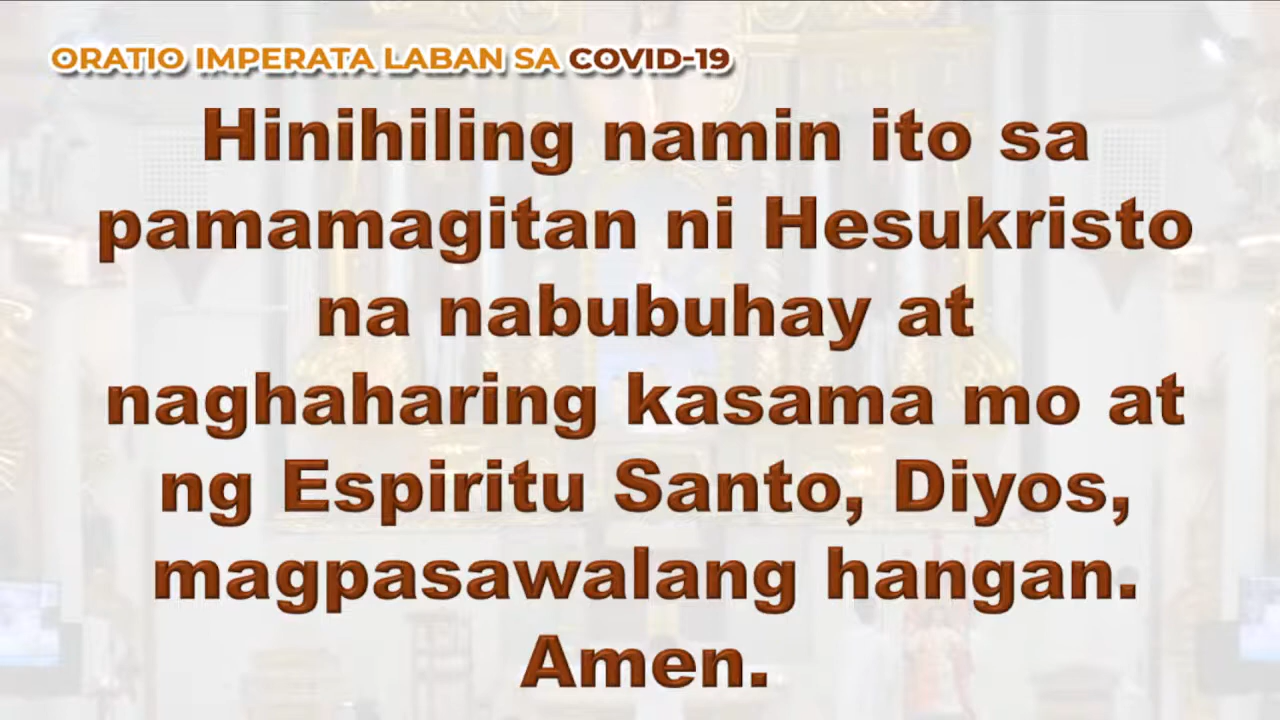 ORATIO IMPERATA LABAN SA COVID-19
Hinihiling namin ito sa
pamamagitan ni Hesukristo
na nabubuhay at
naghaharing kasama mo at
ng Espiritu Santo, Diyos,
magpasawalang hangan.
Amen.